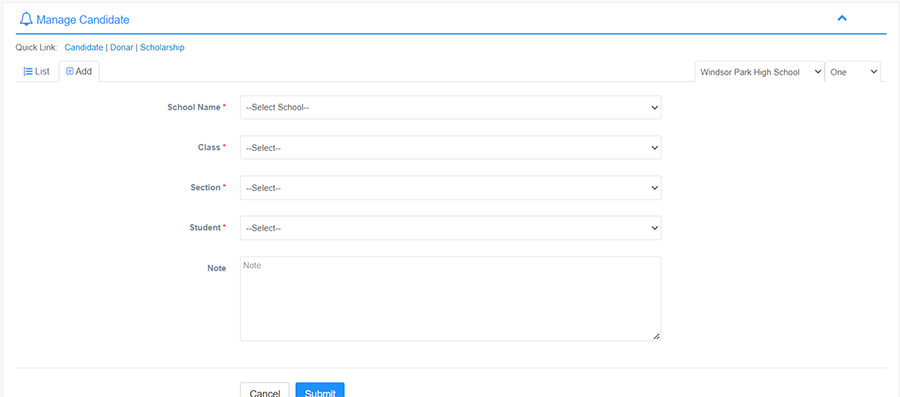 Manage Candidate
Quick Link: Candidate | Donar | Scholarship
List Add Windsor Park High School One
School Name * --Select School--
Class * --Select--
Section * --Select--
Student * --Select--
Note Note
Cancel Submit